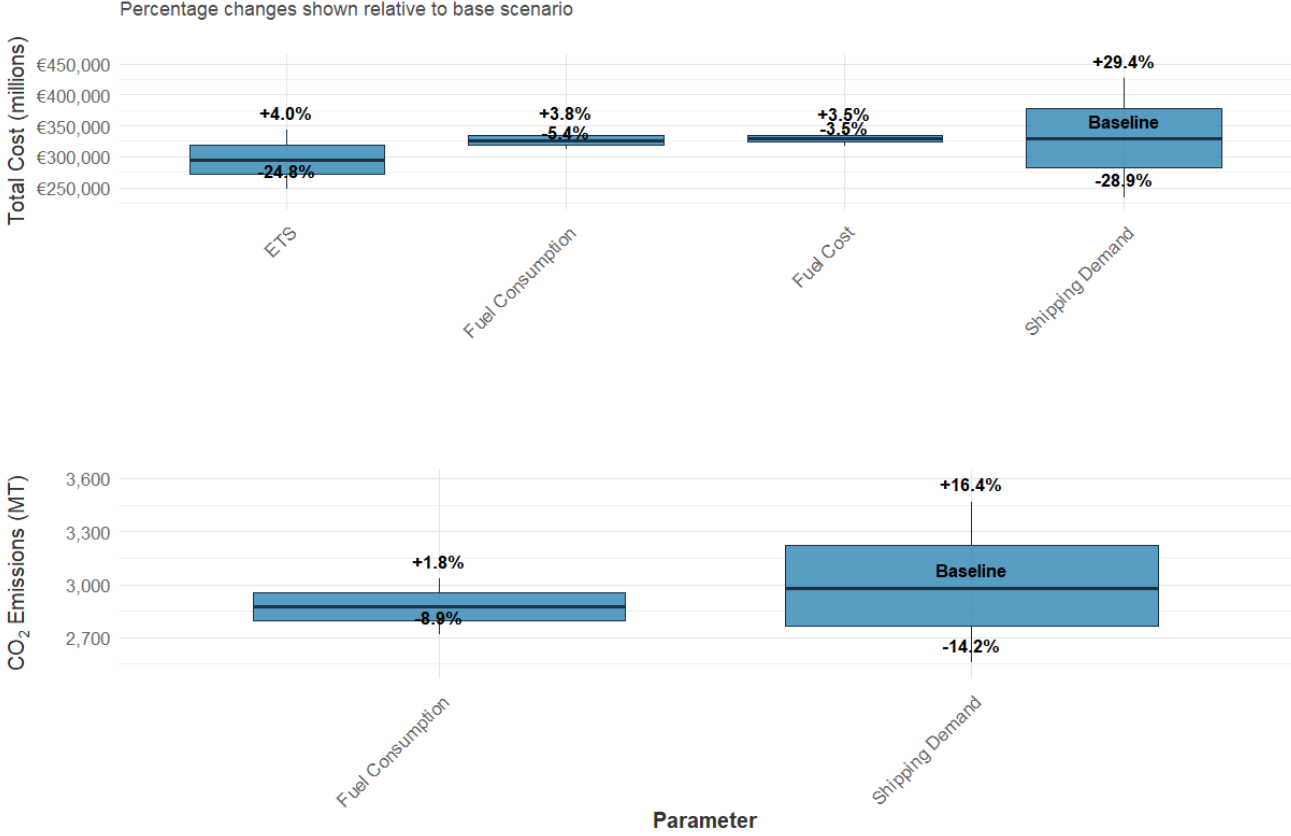 Percentage changes shown relative to base scenario
Total Cost (millions)
€450,000
€400,000
€350,000
€300,000
€250,000
+4.0%
-24.8%
+3.8%
-5.4%
+3.5%
-3.5%
+29.4%
Baseline
-28.9%
ETS
Fuel Consumption
Fuel Cost
Shipping Demand
CO₂ Emissions (MT)
3,600
3,300
3,000
2,700
+1.8%
-8.9%
+16.4%
Baseline
-14.2%
Fuel Consumption
Shipping Demand
Parameter